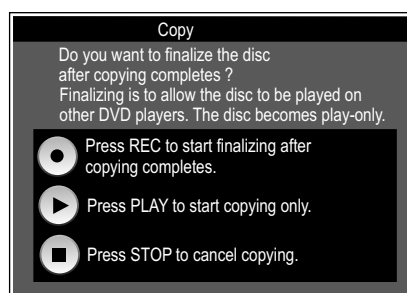 Copy
Do you want to finalize the disc
after copying completes ?
Finalizing is to allow the disc to be played on
other DVD players. The disc becomes play-only.
Press REC to start finalizing after
copying completes.
Press PLAY to start copying only.
Press STOP to cancel copying.